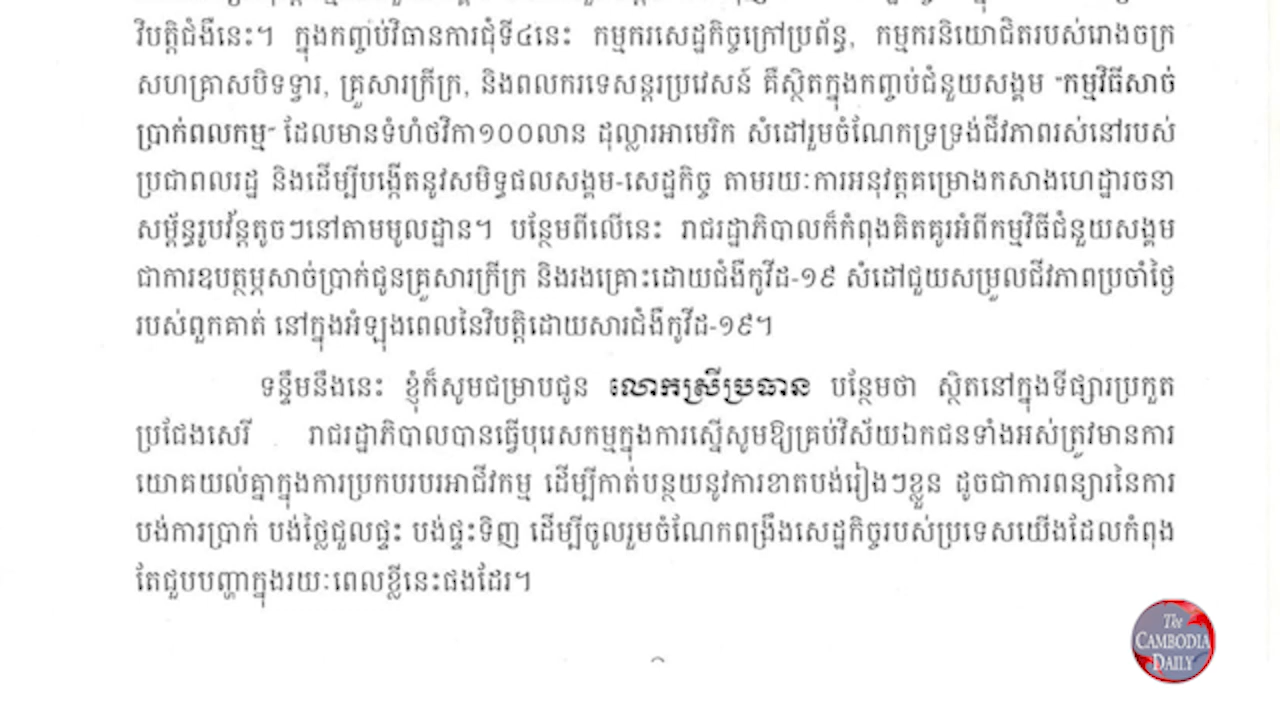 វិបត្តិជំងឺនេះ។ ក្នុងកញ្ចប់វិធានការជុំទី៤នេះ កម្មករសេដ្ឋកិច្ចក្រៅប្រព័ន្ធ, កម្មករនិយោជិតរបស់រោងចក្រ
សហគ្រាសបិទទ្វារ, គ្រួសារក្រីក្រ, និងពលករទេសន្តរប្រវេសន៍ គឺស្ថិតក្នុងកញ្ចប់ជំនួយសង្គម "កម្មវិធីសាច់
ប្រាក់ពលកម្ម" ដែលមានទំហំថវិកា១០០លាន ដុល្លារអាមេរិក សំដៅរួមចំណែកទ្រទ្រង់ជីវភាពរស់នៅរបស់
ប្រជាពលរដ្ឋ និងដើម្បីបង្កើតនូវសមិទ្ធផលសង្គម-សេដ្ឋកិច្ច តាមរយៈការអនុវត្តគម្រោងកសាងហេដ្ឋារចនា
សម្ព័ន្ធរូបវ័ន្តតូចៗនៅតាមមូលដ្ឋាន។ បន្ថែមពីលើនេះ រាជរដ្ឋាភិបាលក៏កំពុងគិតគូរអំពីកម្មវិធីជំនួយសង្គម
ជាការឧបត្ថម្ភសាច់ប្រាក់ជូនគ្រួសារក្រីក្រ និងរងគ្រោះដោយជំងឺកូវីដ-១៩ សំដៅជួយសម្រួលជីវភាពប្រចាំថ្ងៃ
របស់ពួកគាត់ នៅក្នុងអំឡុងពេលនៃវិបត្តិដោយសារជំងឺកូវីដ-១៩។
ទន្ទឹមនឹងនេះ ខ្ញុំក៏សូមជម្រាបជូន លោកស្រីប្រធាន បន្ថែមថា ស្ថិតនៅក្នុងទីផ្សារប្រកួត
ប្រជែងសេរី រាជរដ្ឋាភិបាលបានធ្វើបុរេសកម្មក្នុងការស្នើសូមឱ្យគ្រប់វិស័យឯកជនទាំងអស់ត្រូវមានការ
យោគយល់គ្នាក្នុងការប្រកបរបរអាជីវកម្ម ដើម្បីកាត់បន្ថយនូវការខាតបង់រៀងៗខ្លួន ដូចជាការពន្យារនៃការ
បង់ការប្រាក់ បង់ថ្លៃជួលផ្ទះ បង់ផ្ទះទិញ ដើម្បីចូលរួមចំណែកពង្រឹងសេដ្ឋកិច្ចរបស់ប្រទេសយើងដែលកំពុង
តែជួបបញ្ហាក្នុងរយៈពេលខ្លីនេះផងដែរ។
The
CAMBODIA
DAILY